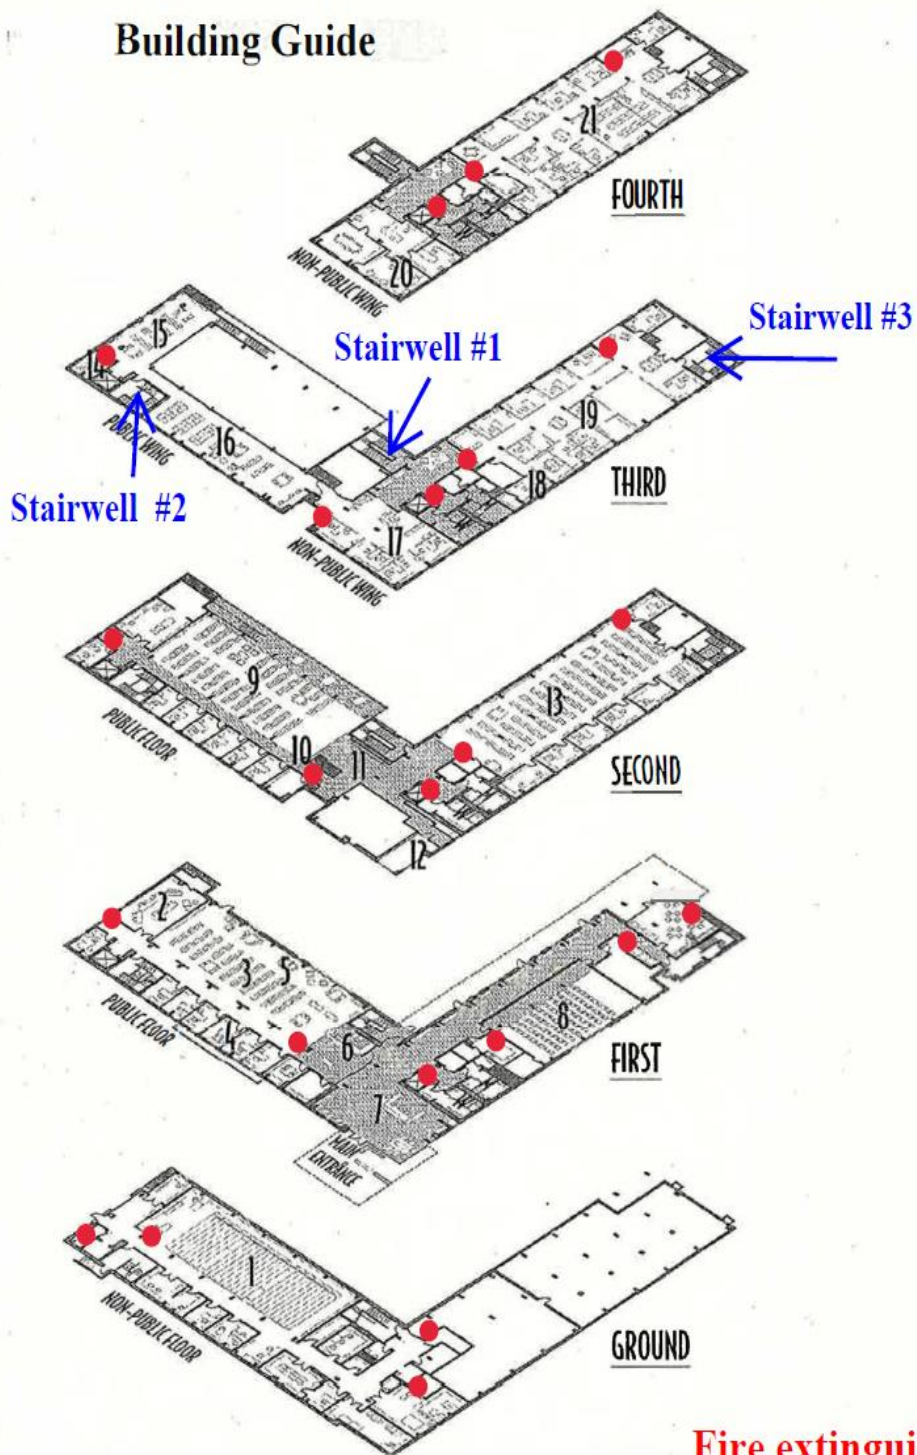 Building Guide
21
FOURTH
20
NON-PUBLIC WING
15
14
Stairwell #1
Stairwell #3
16
PUBLIC WING
19
18
THIRD
Stairwell #2
17
NON-PUBLIC WING
9
13
PUBLIC FLOOR
10
11
SECOND
12
2
3
5
4
PUBLIC FLOOR
6
8
FIRST
7
MAIN
ENTRANCE
1
NON-PUBLIC FLOOR
GROUND
Fire extingui